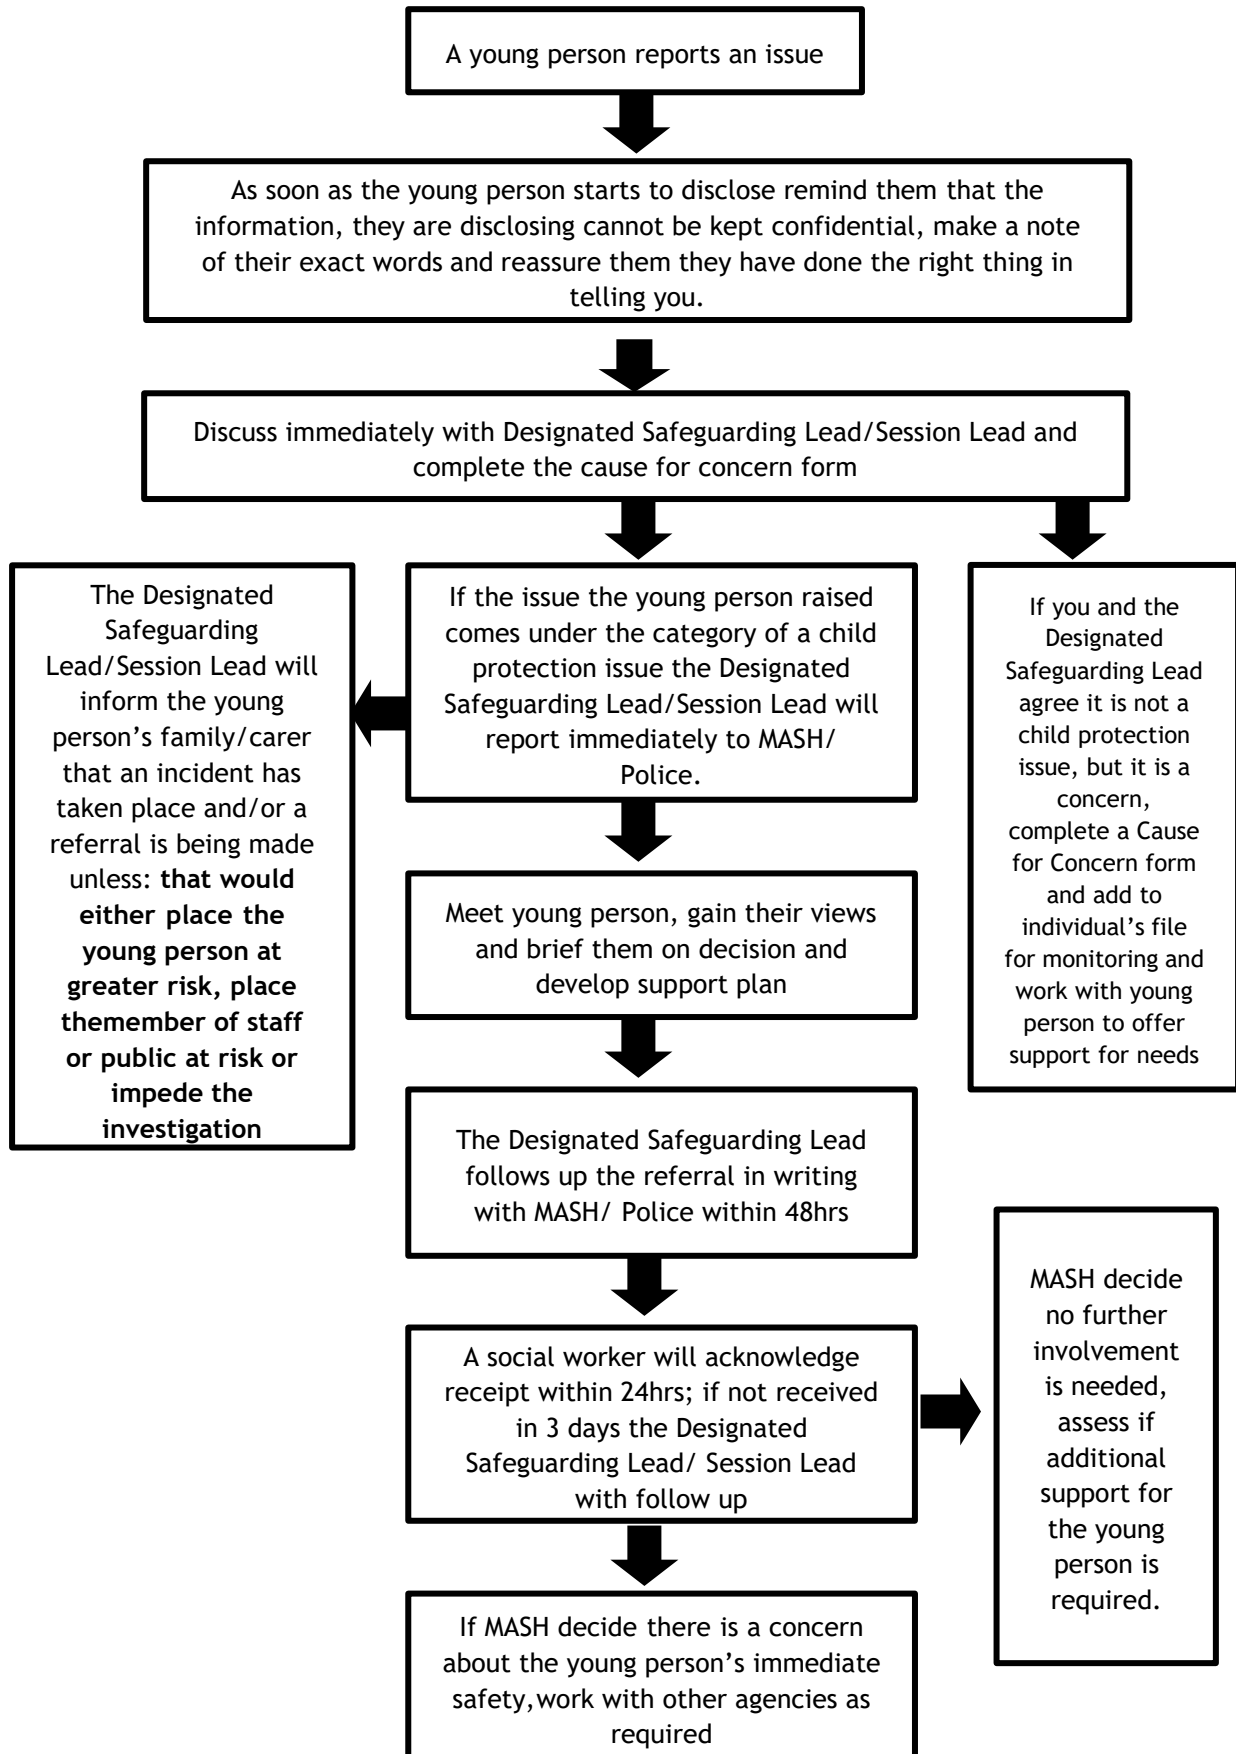 A young person reports an issue
As soon as the young person starts to disclose remind them that the
information, they are disclosing cannot be kept confidential, make a note
of their exact words and reassure them they have done the right thing in
telling you.
Discuss immediately with Designated Safeguarding Lead/Session Lead and
complete the cause for concern form
The Designated
Safeguarding
Lead/Session Lead will
inform the young
person’s family/carer
that an incident has
taken place and/or a
referral is being made
unless: that would
either place the
young person at
greater risk, place
themember of staff
or public at risk or
impede the
investigation
If the issue the young person raised
comes under the category of a child
protection issue the Designated
Safeguarding Lead/Session Lead will
report immediately to MASH/
Police.
If you and the
Designated
Safeguarding Lead
agree it is not a
child protection
issue, but it is a
concern,
complete a Cause
for Concern form
and add to
individual’s file
for monitoring and
work with young
person to offer
support for needs
Meet young person, gain their views
and brief them on decision and
develop support plan
The Designated Safeguarding Lead
follows up the referral in writing
with MASH/ Police within 48hrs
A social worker will acknowledge
receipt within 24hrs; if not received
in 3 days the Designated
Safeguarding Lead/ Session Lead
with follow up
MASH decide
no further
involvement
is needed,
assess if
additional
support for
the young
person is
required.
If MASH decide there is a concern
about the young person’s immediate
safety,work with other agencies as
required